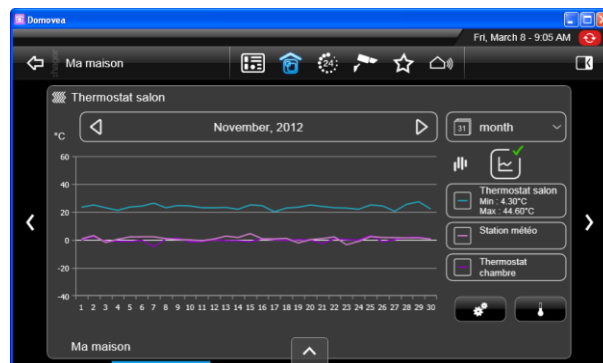 Domovea
Fri, March 8 - 9:05 AM
Ma maison
24
Thermostat salon
°C
November, 2012
31 month
60
40
20
0
-20
-40
1 2 3 4 5 6 7 8 9 10 11 12 13 14 15 16 17 18 19 20 21 22 23 24 25 26 27 28 29 30
Thermostat salon
Min : 4.30°C
Max : 44.60°C
Station météo
Thermostat
chambre
Ma maison